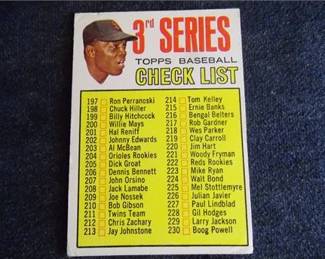 3rd SERIES
TOPPS BASEBALL
CHECK LIST
197 Ron Perranoski
198 Chuck Hiller
199 Billy Hitchcock
200 Willie Mays
201 Hal Reniff
202 Johnny Edwards
203 Al McBean
204 Orioles Rookies
205 Dick Groat
206 Dennis Bennett
207 John Orsino
208 Jack Lamabe
209 Joe Nossek
210 Bob Gibson
211 Twins Team
212 Chris Zachary
213 Jay Johnstone
214 Tom Kelley
215 Ernie Banks
216 Bengal Belters
217 Rob Gardner
218 Wes Parker
219 Clay Carroll
220 Jim Hart
221 Woody Fryman
222 Reds Rookies
223 Mike Ryan
224 Walt Bond
225 Mel Stottlemyre
226 Julian Javier
227 Paul Lindblad
228 Gil Hodges
229 Larry Jackson
230 Boog Powell